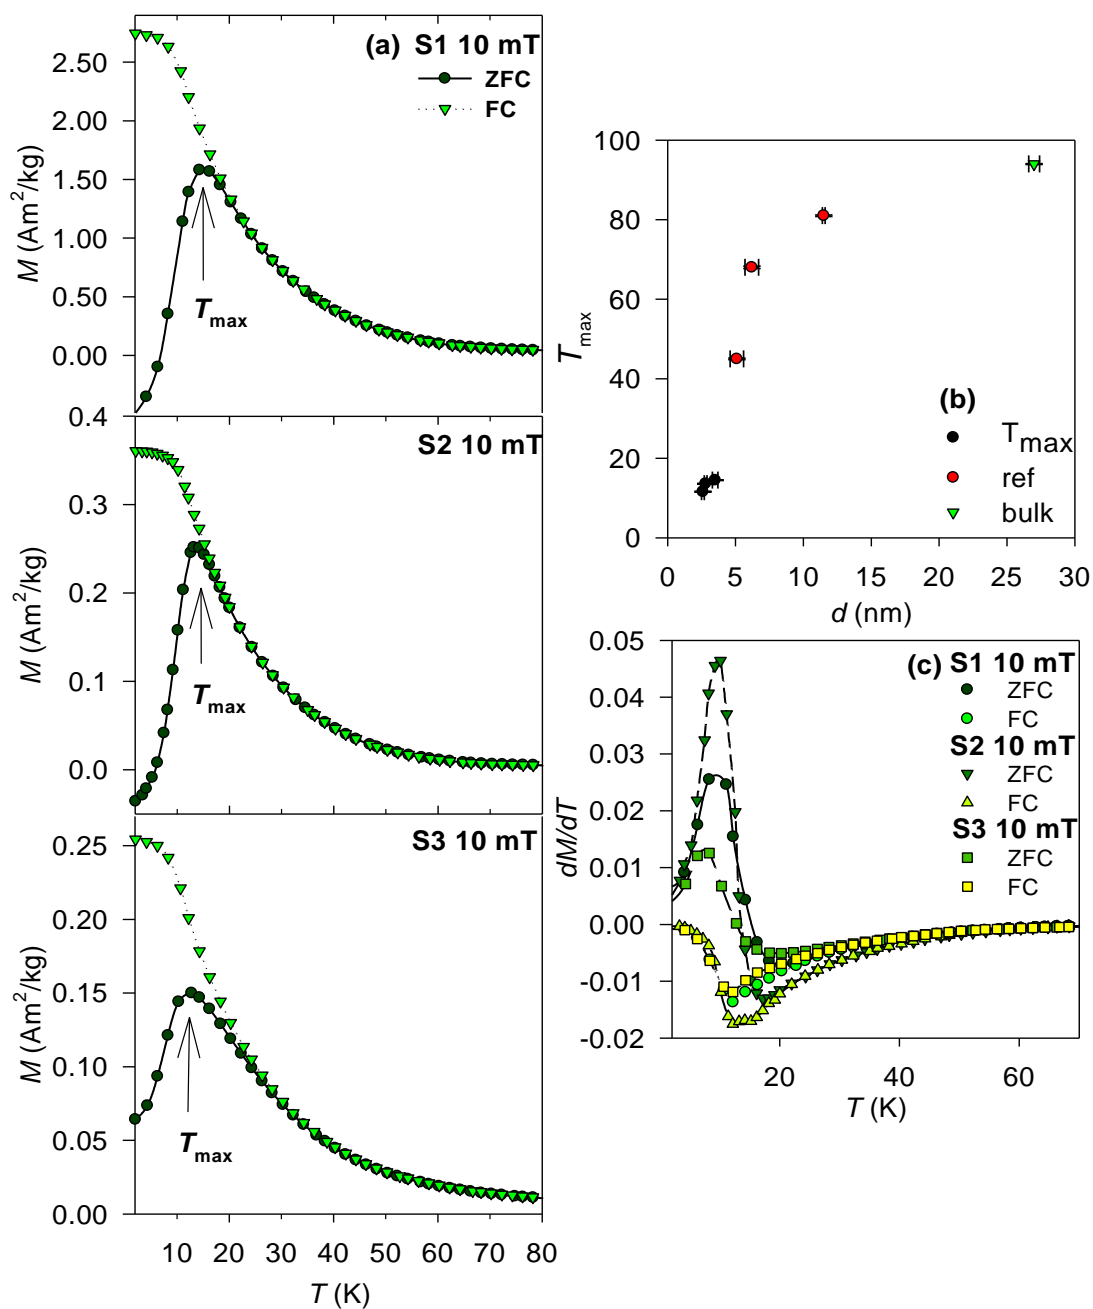 (a) S1 10 mT
ZFC
FC
2.50
2.00
1.50
1.00
0.50
0.00
M (Am²/kg)
T_max
S2 10 mT
0.4
0.3
0.2
0.1
0.0
M (Am²/kg)
T_max
S3 10 mT
0.25
0.20
0.15
0.10
0.05
0.00
M (Am²/kg)
T_max
10 20 30 40 50 60 70 80
T (K)
100
80
60
40
20
0
T_max
(b)
T_max
ref
bulk
0 5 10 15 20 25 30
d (nm)
0.05
0.04
0.03
0.02
0.01
0.00
-0.01
-0.02
dM/dT
(c) S1 10 mT
ZFC
FC
S2 10 mT
ZFC
FC
S3 10 mT
ZFC
FC
20 40 60
T (K)